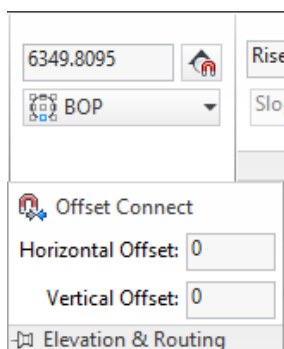 6349.8095
Rise
BOP
Slo
Offset Connect
Horizontal Offset: 0
Vertical Offset: 0
Elevation & Routing